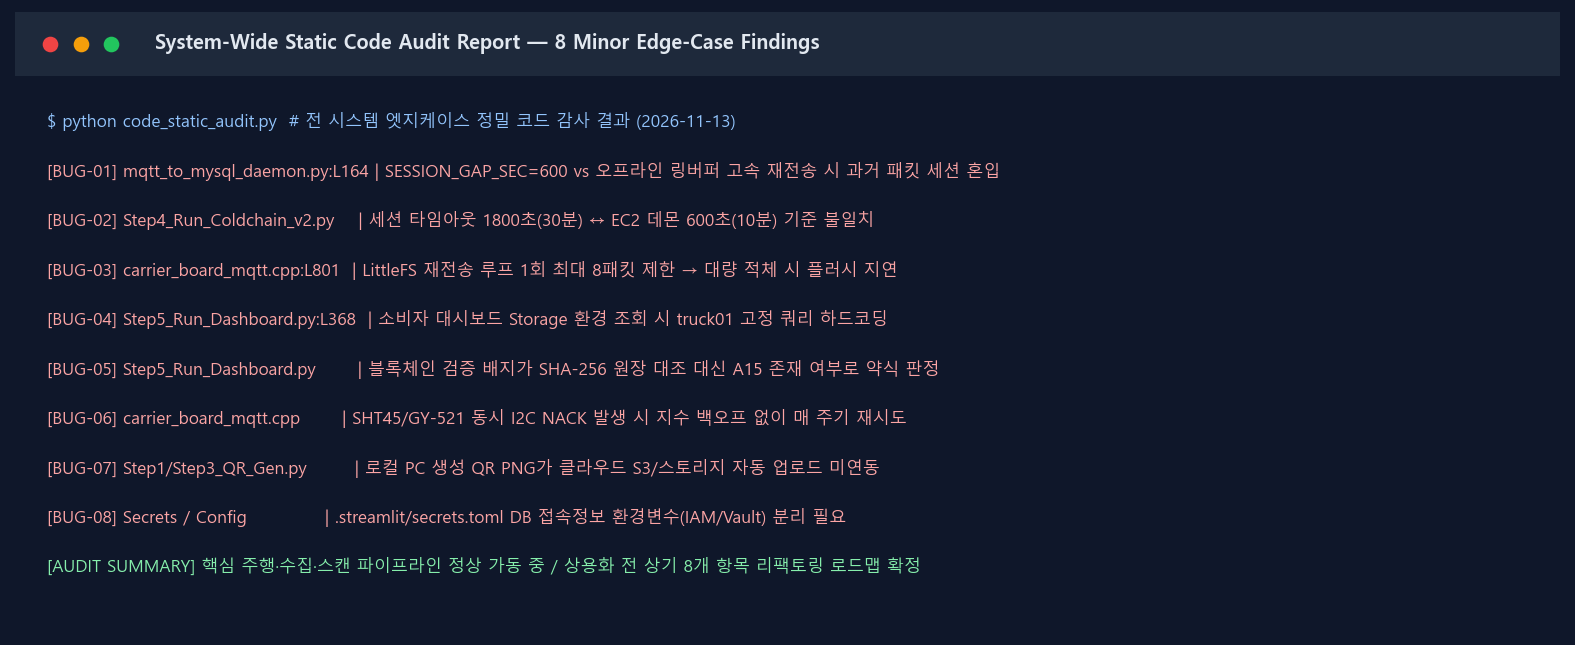 System-Wide Static Code Audit Report — 8 Minor Edge-Case Findings
$ python code_static_audit.py  # 전 시스템 엣지케이스 정밀 코드 감사 결과 (2026-11-13)
[BUG-01] mqtt_to_mysql_daemon.py:L164 | SESSION_GAP_SEC=600 vs 오프라인 링버퍼 고속 재전송 시 과거 패킷 세션 혼입
[BUG-02] Step4_Run_Coldchain_v2.py    | 세션 타임아웃 1800초(30분) ↔ EC2 데몬 600초(10분) 기준 불일치
[BUG-03] carrier_board_mqtt.cpp:L801  | LittleFS 재전송 루프 1회 최대 8패킷 제한 → 대량 적체 시 플러시 지연
[BUG-04] Step5_Run_Dashboard.py:L368  | 소비자 대시보드 Storage 환경 조회 시 truck01 고정 쿼리 하드코딩
[BUG-05] Step5_Run_Dashboard.py       | 블록체인 검증 배지가 SHA-256 원장 대조 대신 A15 존재 여부로 약식 판정
[BUG-06] carrier_board_mqtt.cpp       | SHT45/GY-521 동시 I2C NACK 발생 시 지수 백오프 없이 매 주기 재시도
[BUG-07] Step1/Step3_QR_Gen.py        | 로컬 PC 생성 QR PNG가 클라우드 S3/스토리지 자동 업로드 미연동
[BUG-08] Secrets / Config             | .streamlit/secrets.toml DB 접속정보 환경변수(IAM/Vault) 분리 필요
[AUDIT SUMMARY] 핵심 주행·수집·스캔 파이프라인 정상 가동 중 / 상용화 전 상기 8개 항목 리팩토링 로드맵 확정